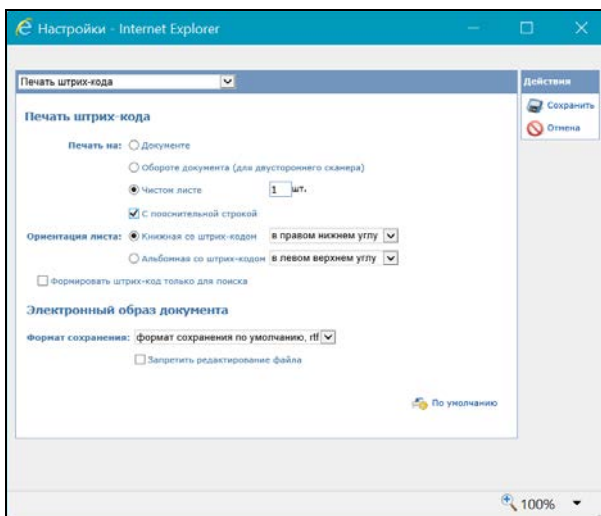 Настройки - Internet Explorer
Печать штрих-кода
Действия
Сохранить
Отмена
Печать штрих-кода
Печать на: Документе
Обороте документа (для двустороннего сканера)
Чистом листе 1 шт.
С пояснительной строкой
Ориентация листа: Книжная со штрих-кодом в правом нижнем углу
Альбомная со штрих-кодом в левом верхнем углу
Формировать штрих-код только для поиска
Электронный образ документа
Формат сохранения: формат сохранения по умолчанию, rtf
Запретить редактирование файла
По умолчанию
100%